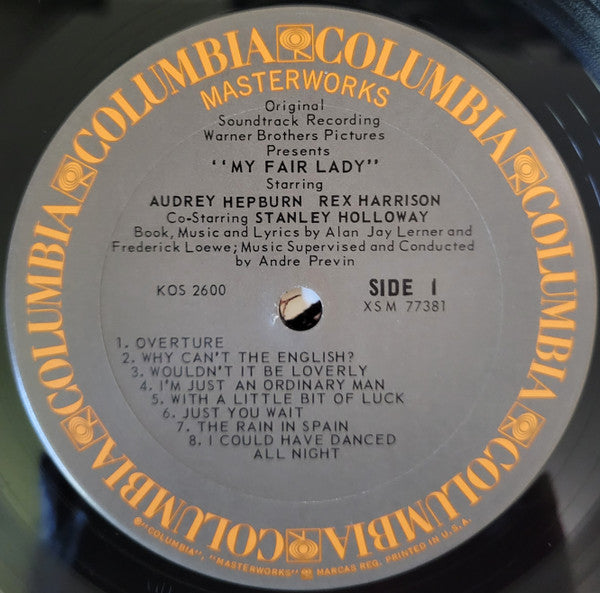 COLUMBIA COLUMBIA COLUMBIA COLUMBIA COLUMBIA COLUMBIA COLUMBIA COLUMBIA
MASTERWORKS
Original
Soundtrack Recording
Warner Brothers Pictures
Presents
"MY FAIR LADY"
Starring
AUDREY HEPBURN REX HARRISON
Co-Starring STANLEY HOLLOWAY
Book, Music and Lyrics by Alan Jay Lerner and
Frederick Loewe; Music Supervised and Conducted
by Andre Previn
KOS 2600
SIDE 1
XSM 77381
1. OVERTURE
2. WHY CAN'T THE ENGLISH?
3. WOULDN'T IT BE LOVERLY
4. I'M JUST AN ORDINARY MAN
5. WITH A LITTLE BIT OF LUCK
6. JUST YOU WAIT
7. THE RAIN IN SPAIN
8. I COULD HAVE DANCED
ALL NIGHT
®"COLUMBIA", "MASTERWORKS" MARCAS REG. PRINTED IN U.S.A.